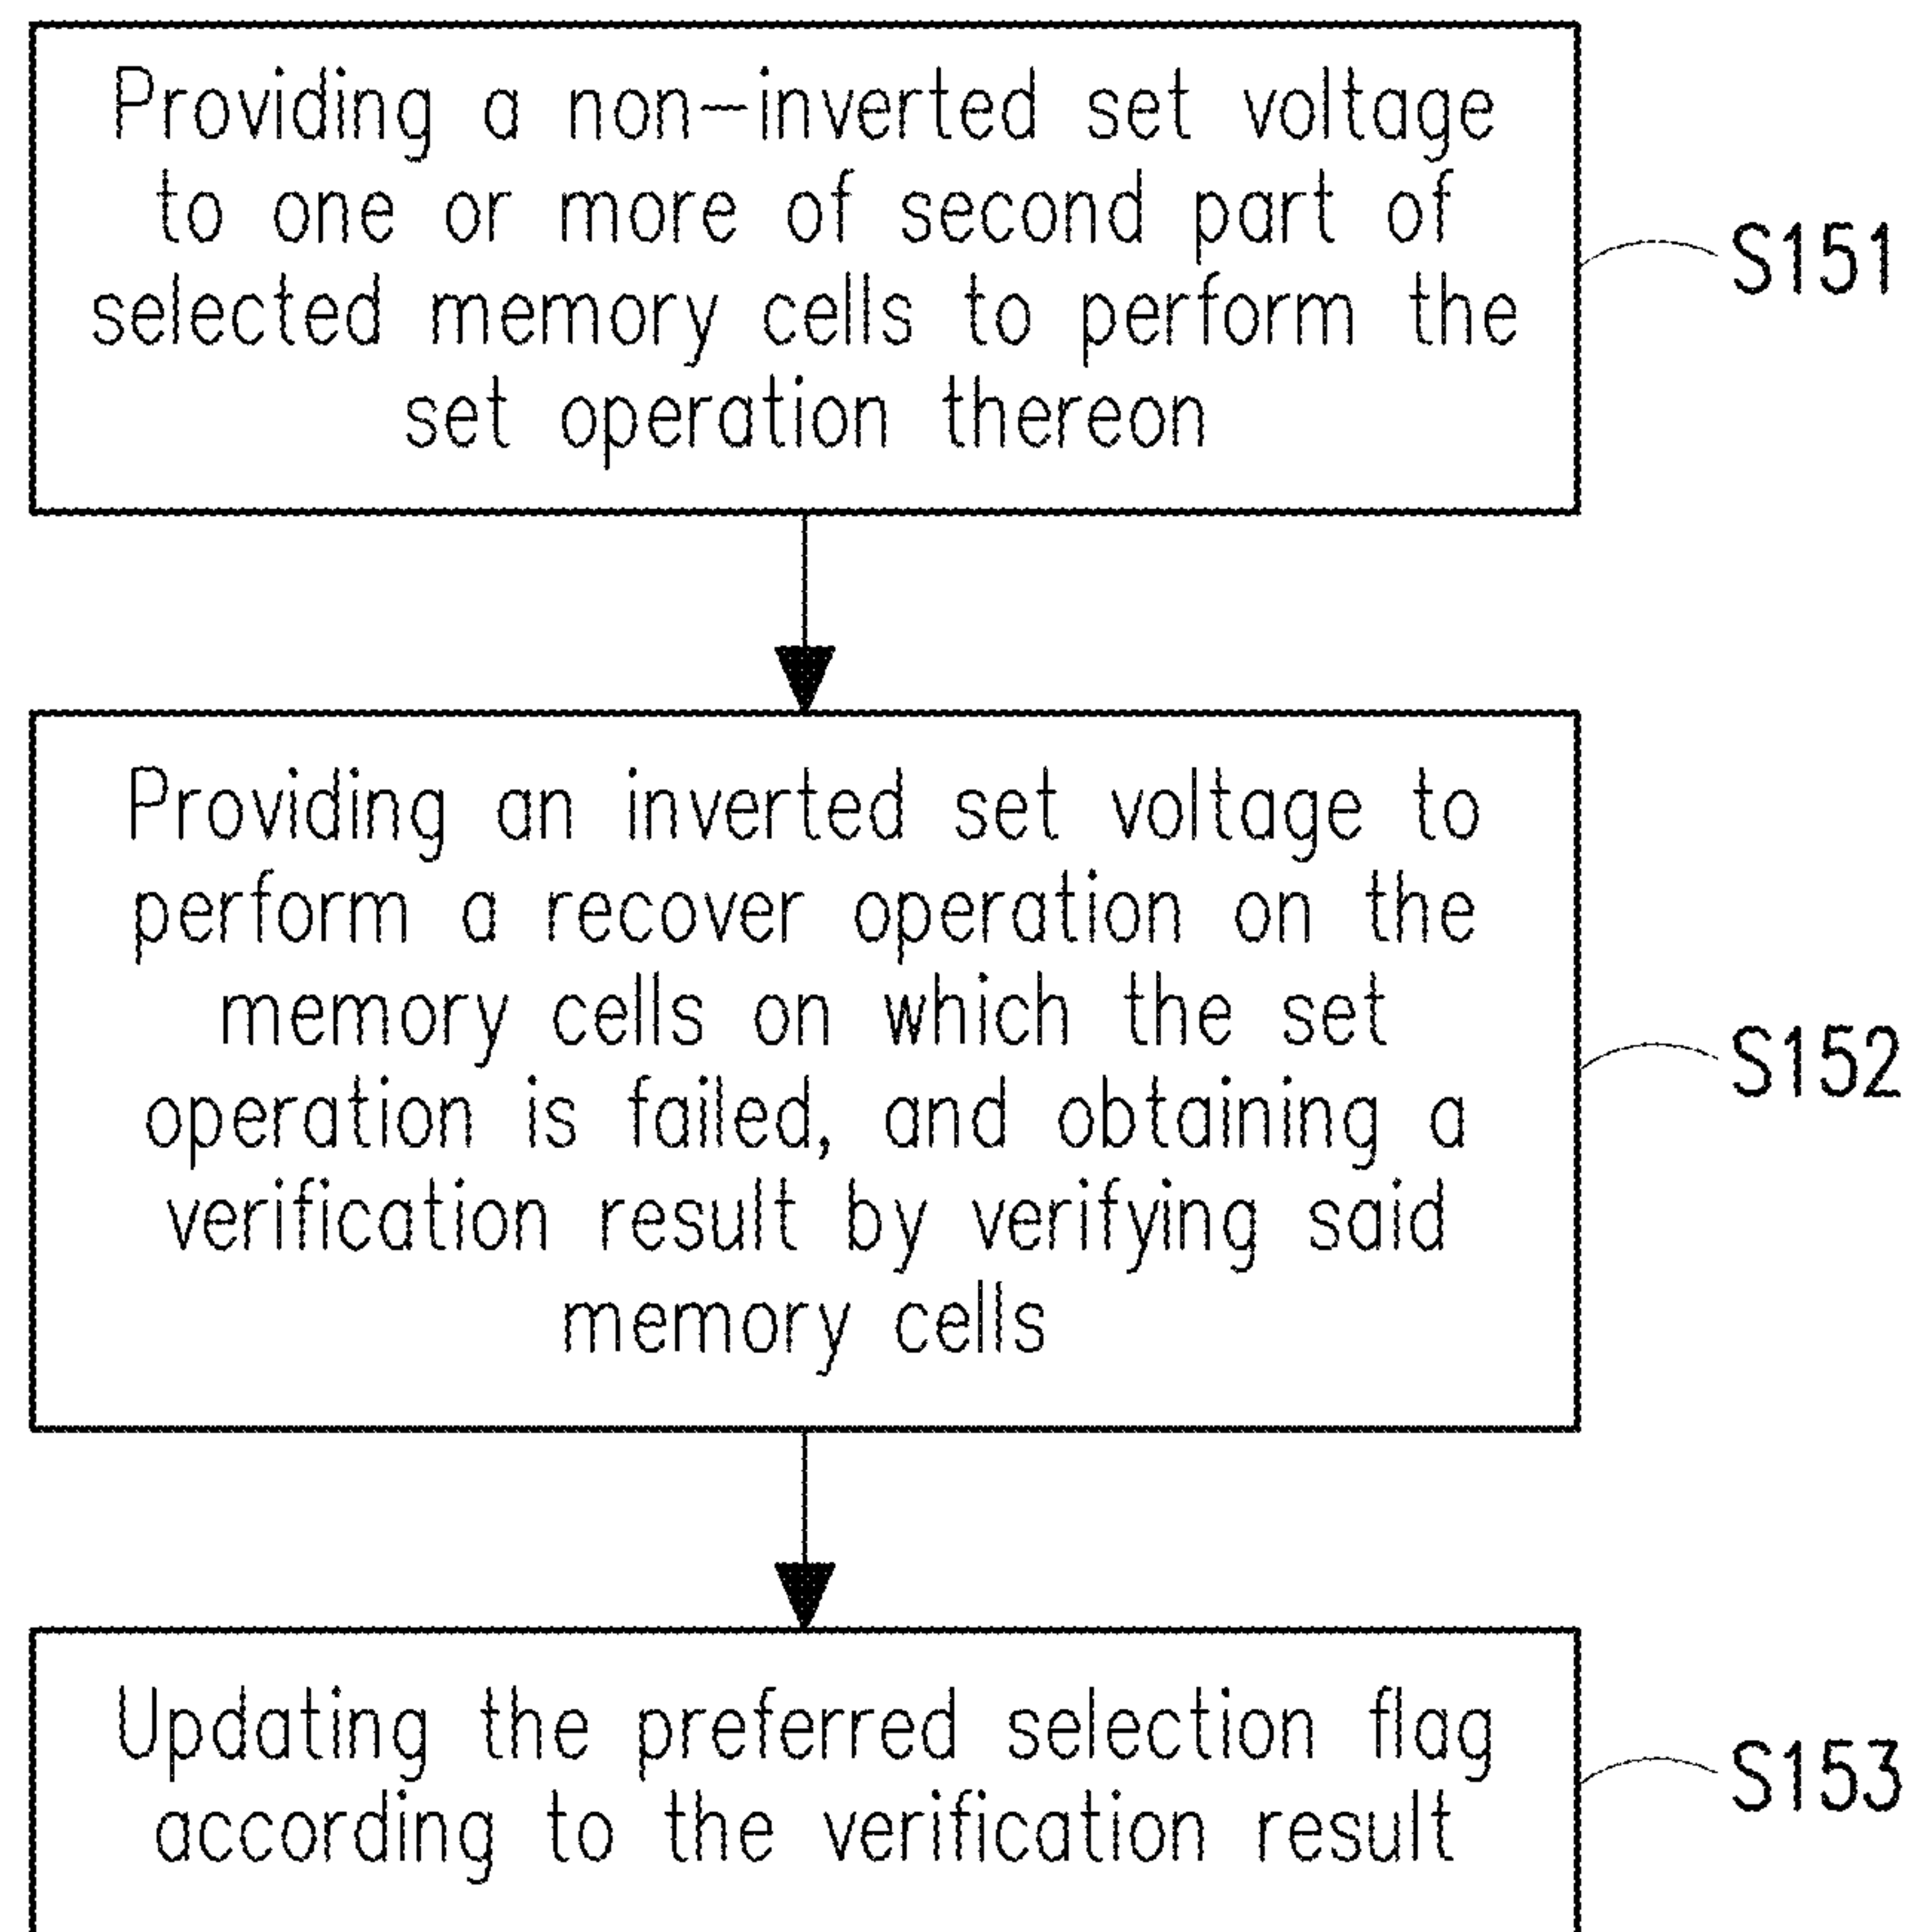 Providing a non-inverted set voltage
to one or more of second part of
selected memory cells to perform the
set operation thereon
S151
Providing an inverted set voltage to
perform a recover operation on the
memory cells on which the set
operation is failed, and obtaining a
verification result by verifying said
memory cells
S152
Updating the preferred selection flag
according to the verification result
S153